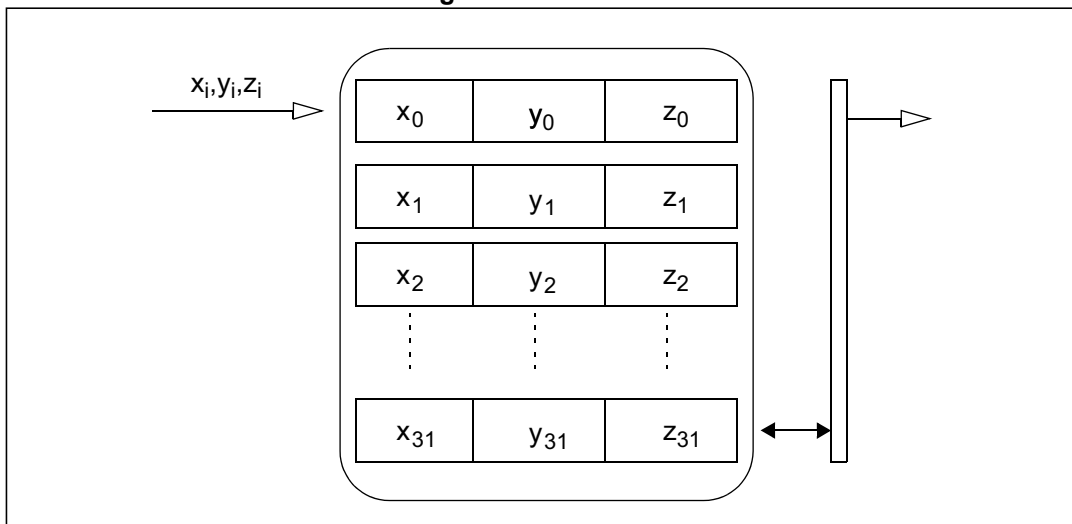 xᵢ,yᵢ,zᵢ
x₀ y₀ z₀
x₁ y₁ z₁
x₂ y₂ z₂
x₃₁ y₃₁ z₃₁